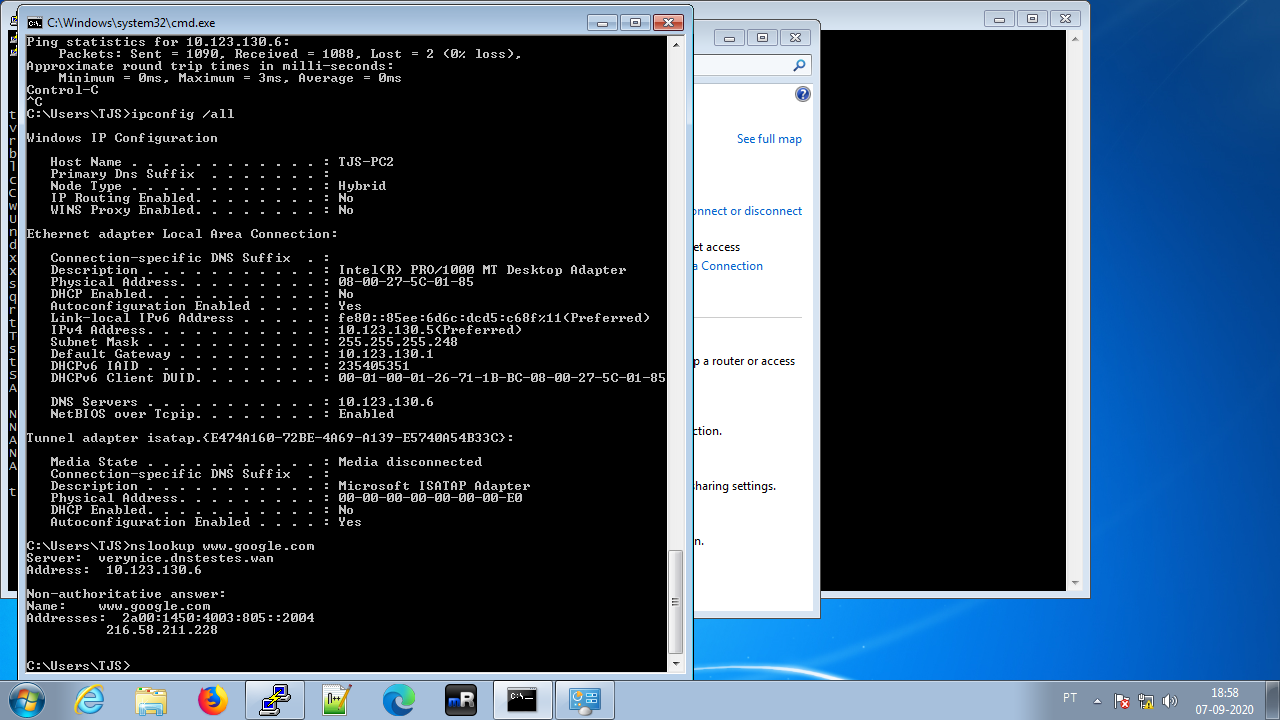 C:\Windows\system32\cmd.exe
Ping statistics for 10.123.130.6:
    Packets: Sent = 1090, Received = 1088, Lost = 2 (0% loss),
Approximate round trip times in milli-seconds:
    Minimum = 0ms, Maximum = 3ms, Average = 0ms
Control-C
^C
C:\Users\TJS>ipconfig /all
Windows IP Configuration
   Host Name . . . . . . . . . . . . : TJS-PC2
   Primary Dns Suffix  . . . . . . . :
   Node Type . . . . . . . . . . . . : Hybrid
   IP Routing Enabled. . . . . . . . : No
   WINS Proxy Enabled. . . . . . . . : No
Ethernet adapter Local Area Connection:
   Connection-specific DNS Suffix  . :
   Description . . . . . . . . . . . : Intel(R) PRO/1000 MT Desktop Adapter
   Physical Address. . . . . . . . . : 08-00-27-5C-01-85
   DHCP Enabled. . . . . . . . . . . : No
   Autoconfiguration Enabled . . . . : Yes
   Link-local IPv6 Address . . . . . : fe80::85ee:6d6c:dcd5:c68f%11(Preferred)
   IPv4 Address. . . . . . . . . . . : 10.123.130.5(Preferred)
   Subnet Mask . . . . . . . . . . . : 255.255.255.248
   Default Gateway . . . . . . . . . : 10.123.130.1
   DHCPv6 IAID . . . . . . . . . . . : 235405351
   DHCPv6 Client DUID. . . . . . . . : 00-01-00-01-26-71-1B-BC-08-00-27-5C-01-85
   DNS Servers . . . . . . . . . . . : 10.123.130.6
   NetBIOS over Tcpip. . . . . . . . : Enabled
Tunnel adapter isatap.{E474A1F0-72BE-4A69-A139-E5740A14B33C}:
   Media State . . . . . . . . . . . : Media disconnected
   Connection-specific DNS Suffix  . :
   Description . . . . . . . . . . . : Microsoft ISATAP Adapter
   Physical Address. . . . . . . . . : 00-00-00-00-00-00-00-E0
   DHCP Enabled. . . . . . . . . . . : No
   Autoconfiguration Enabled . . . . : Yes
C:\Users\TJS>nslookup www.google.com
Server:  verynice.dnstestes.wan
Address:  10.123.130.6
Non-authoritative answer:
Name:    www.google.com
Addresses:  2a00:1450:4003:805::2004
          216.58.211.228
C:\Users\TJS>
See full map
onnect or disconnect
et access
a Connection
p a router or access
ction.
sharing settings.
n.
PT
18:58
07-09-2020